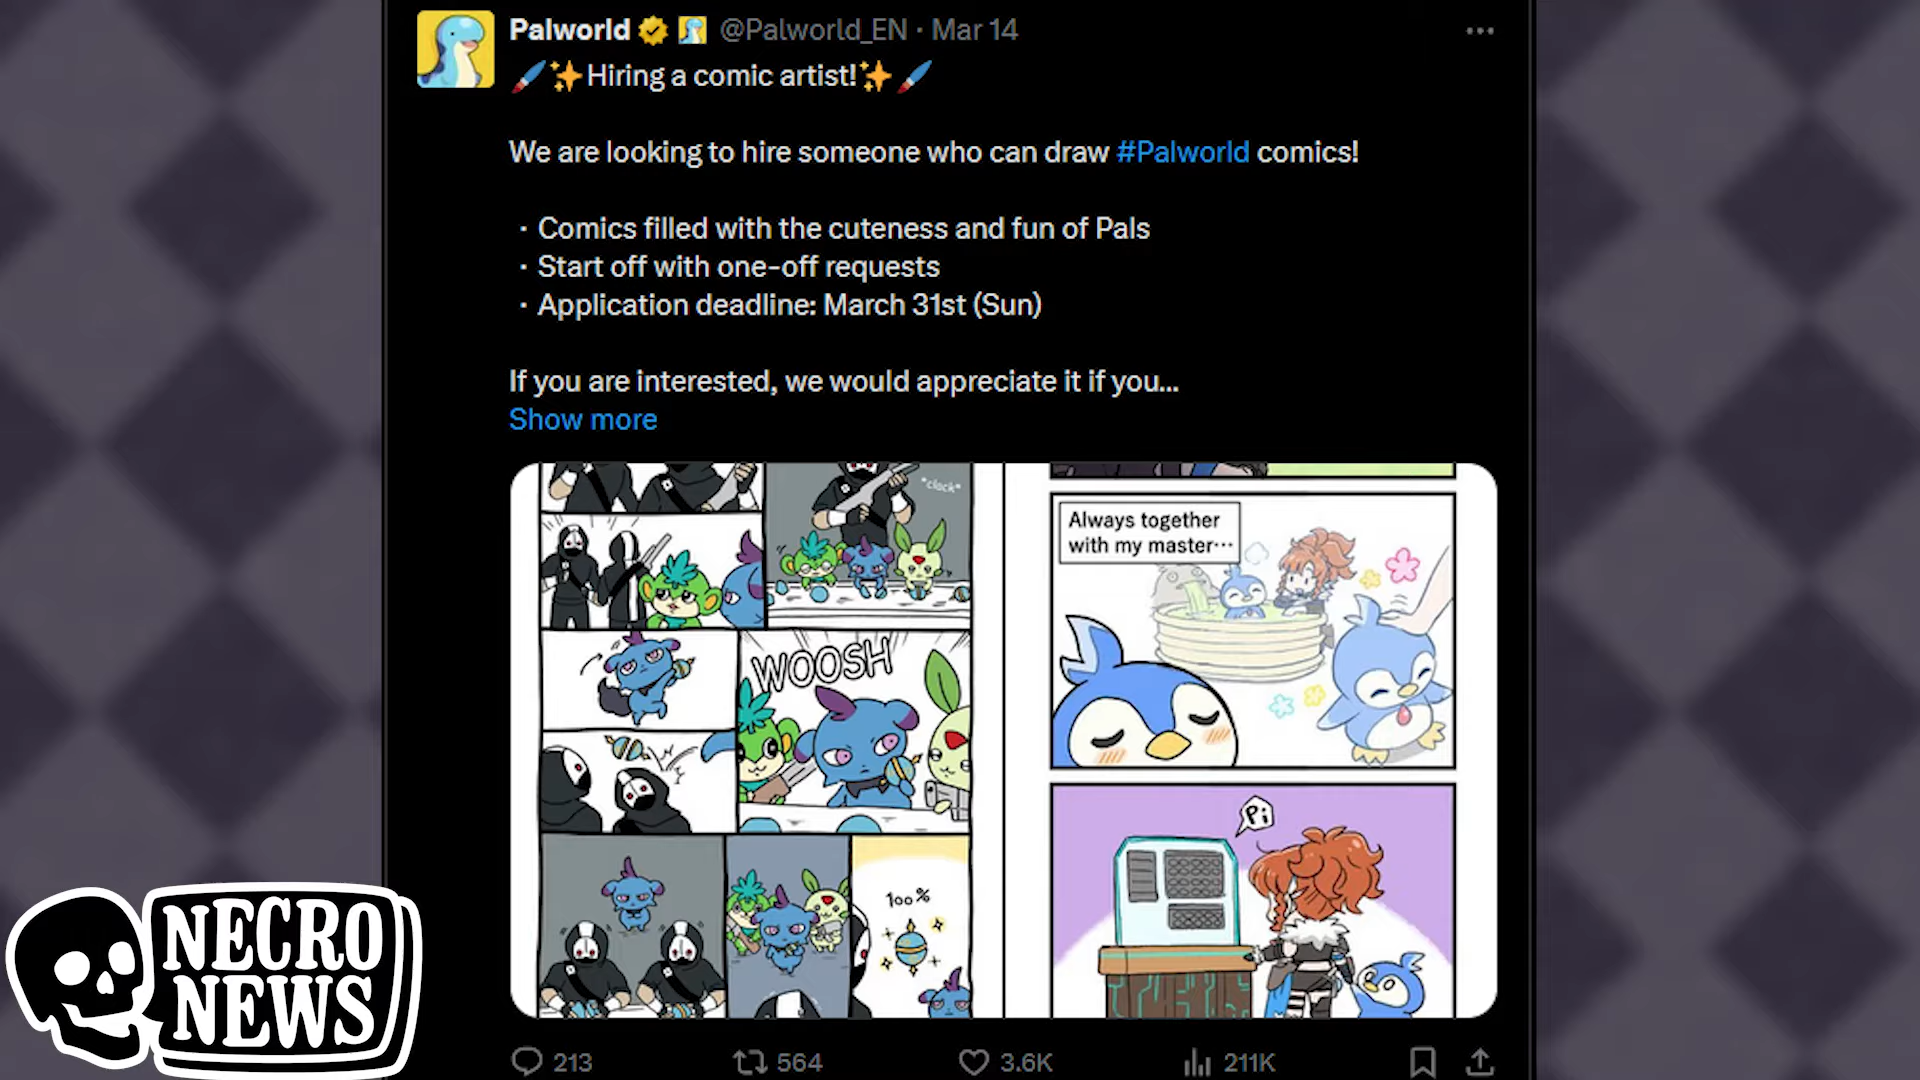 Palworld @Palworld_EN · Mar 14
Hiring a comic artist!
We are looking to hire someone who can draw #Palworld comics!
· Comics filled with the cuteness and fun of Pals
· Start off with one-off requests
· Application deadline: March 31st (Sun)
If you are interested, we would appreciate it if you...
Show more
*clack*
WOOSH
100%
Always together
with my master...
Pi
213 564 3.6K 211K
NECRO
NEWS